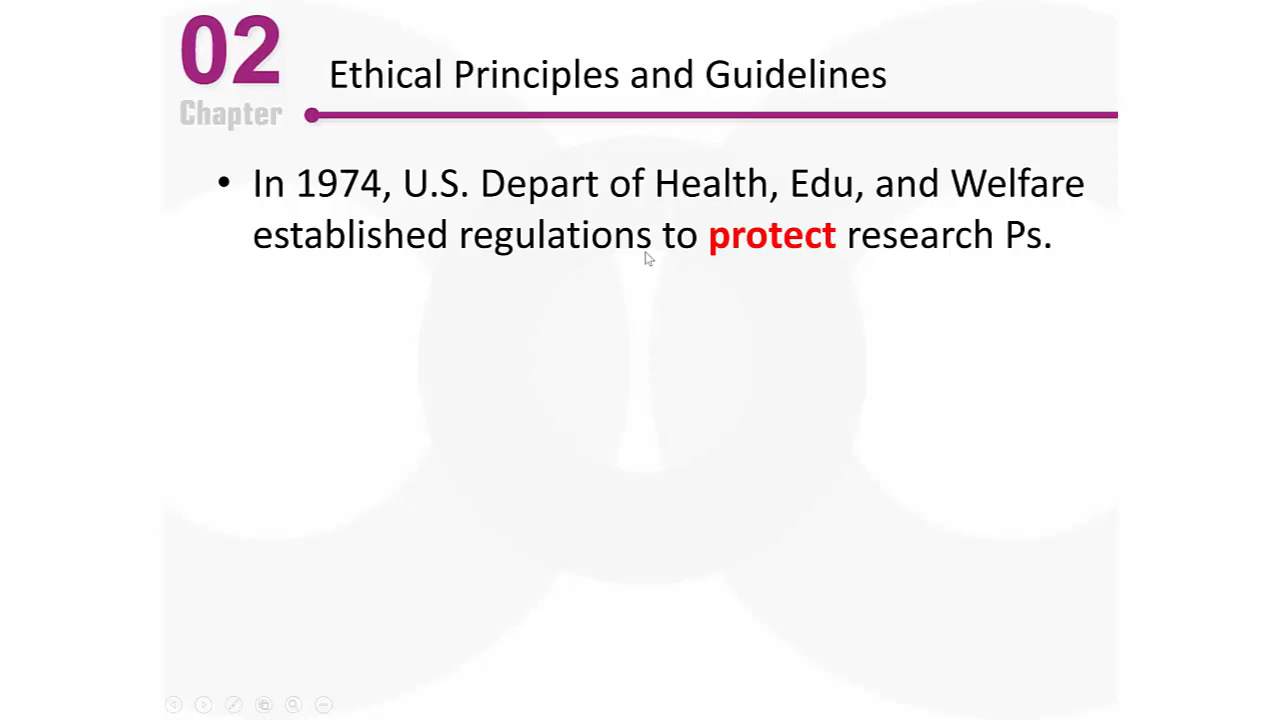 02
Chapter
Ethical Principles and Guidelines
• In 1974, U.S. Depart of Health, Edu, and Welfare
established regulations to protect research Ps.